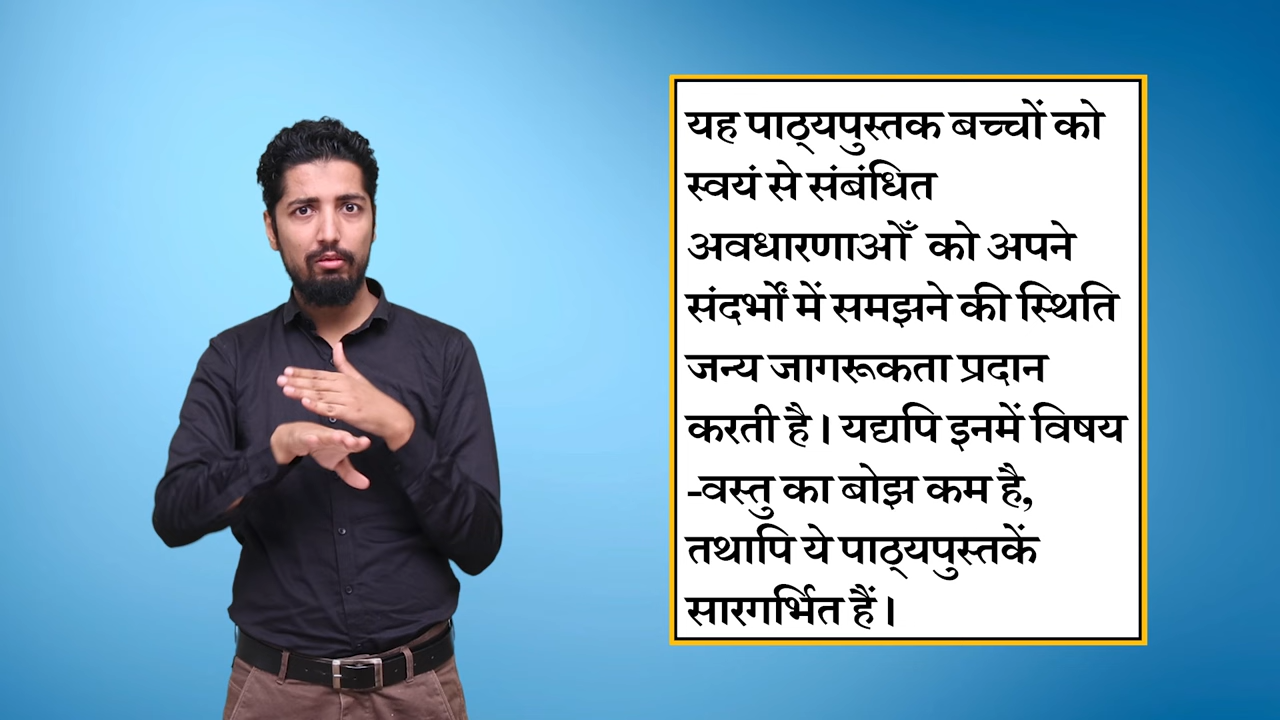 यह पाठ्यपुस्तक बच्चों को
स्वयं से संबंधित
अवधारणाओँ को अपने
संदर्भों में समझने की स्थिति
जन्य जागरूकता प्रदान
करती है। यद्यपि इनमें विषय
-वस्तु का बोझ कम है,
तथापि ये पाठ्यपुस्तकें
सारगर्भित हैं।